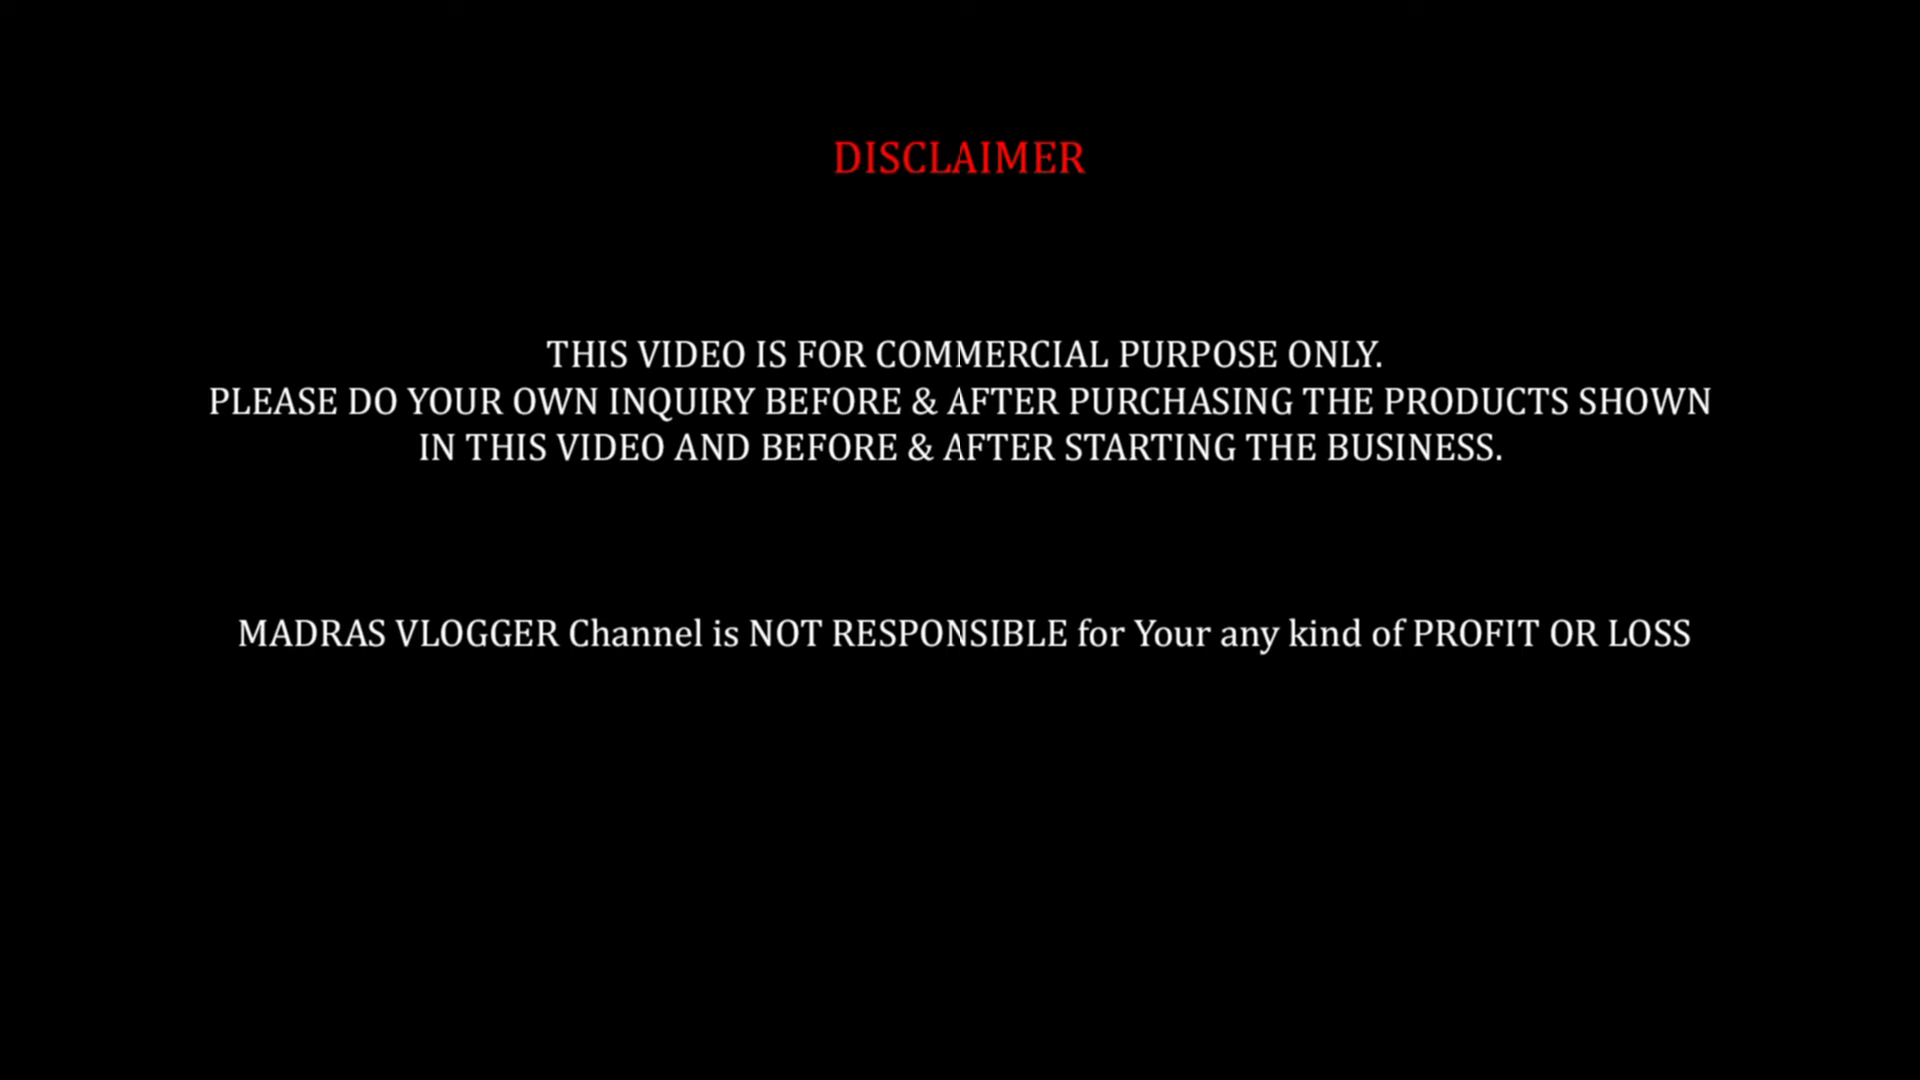 DISCLAIMER
THIS VIDEO IS FOR COMMERCIAL PURPOSE ONLY.
PLEASE DO YOUR OWN INQUIRY BEFORE & AFTER PURCHASING THE PRODUCTS SHOWN
IN THIS VIDEO AND BEFORE & AFTER STARTING THE BUSINESS.
MADRAS VLOGGER Channel is NOT RESPONSIBLE for Your any kind of PROFIT OR LOSS